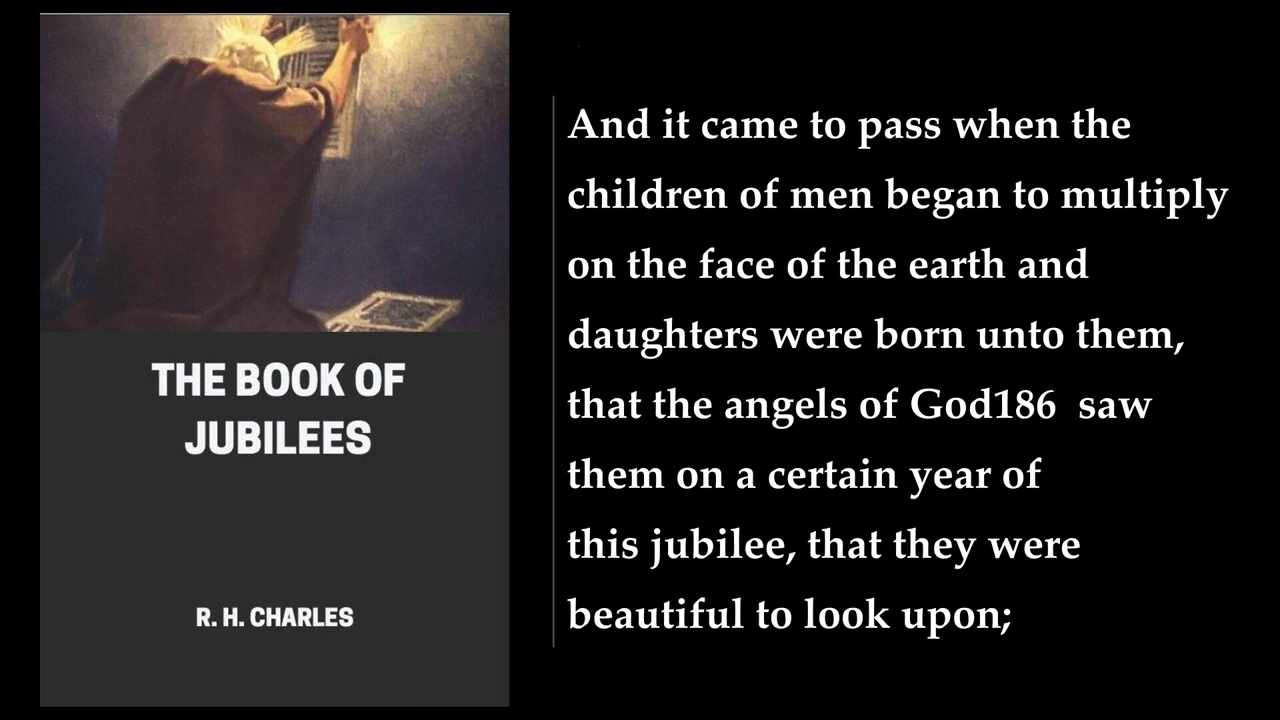 THE BOOK OF
JUBILEES
R. H. CHARLES
And it came to pass when the
children of men began to multiply
on the face of the earth and
daughters were born unto them,
that the angels of God186  saw
them on a certain year of
this jubilee, that they were
beautiful to look upon;